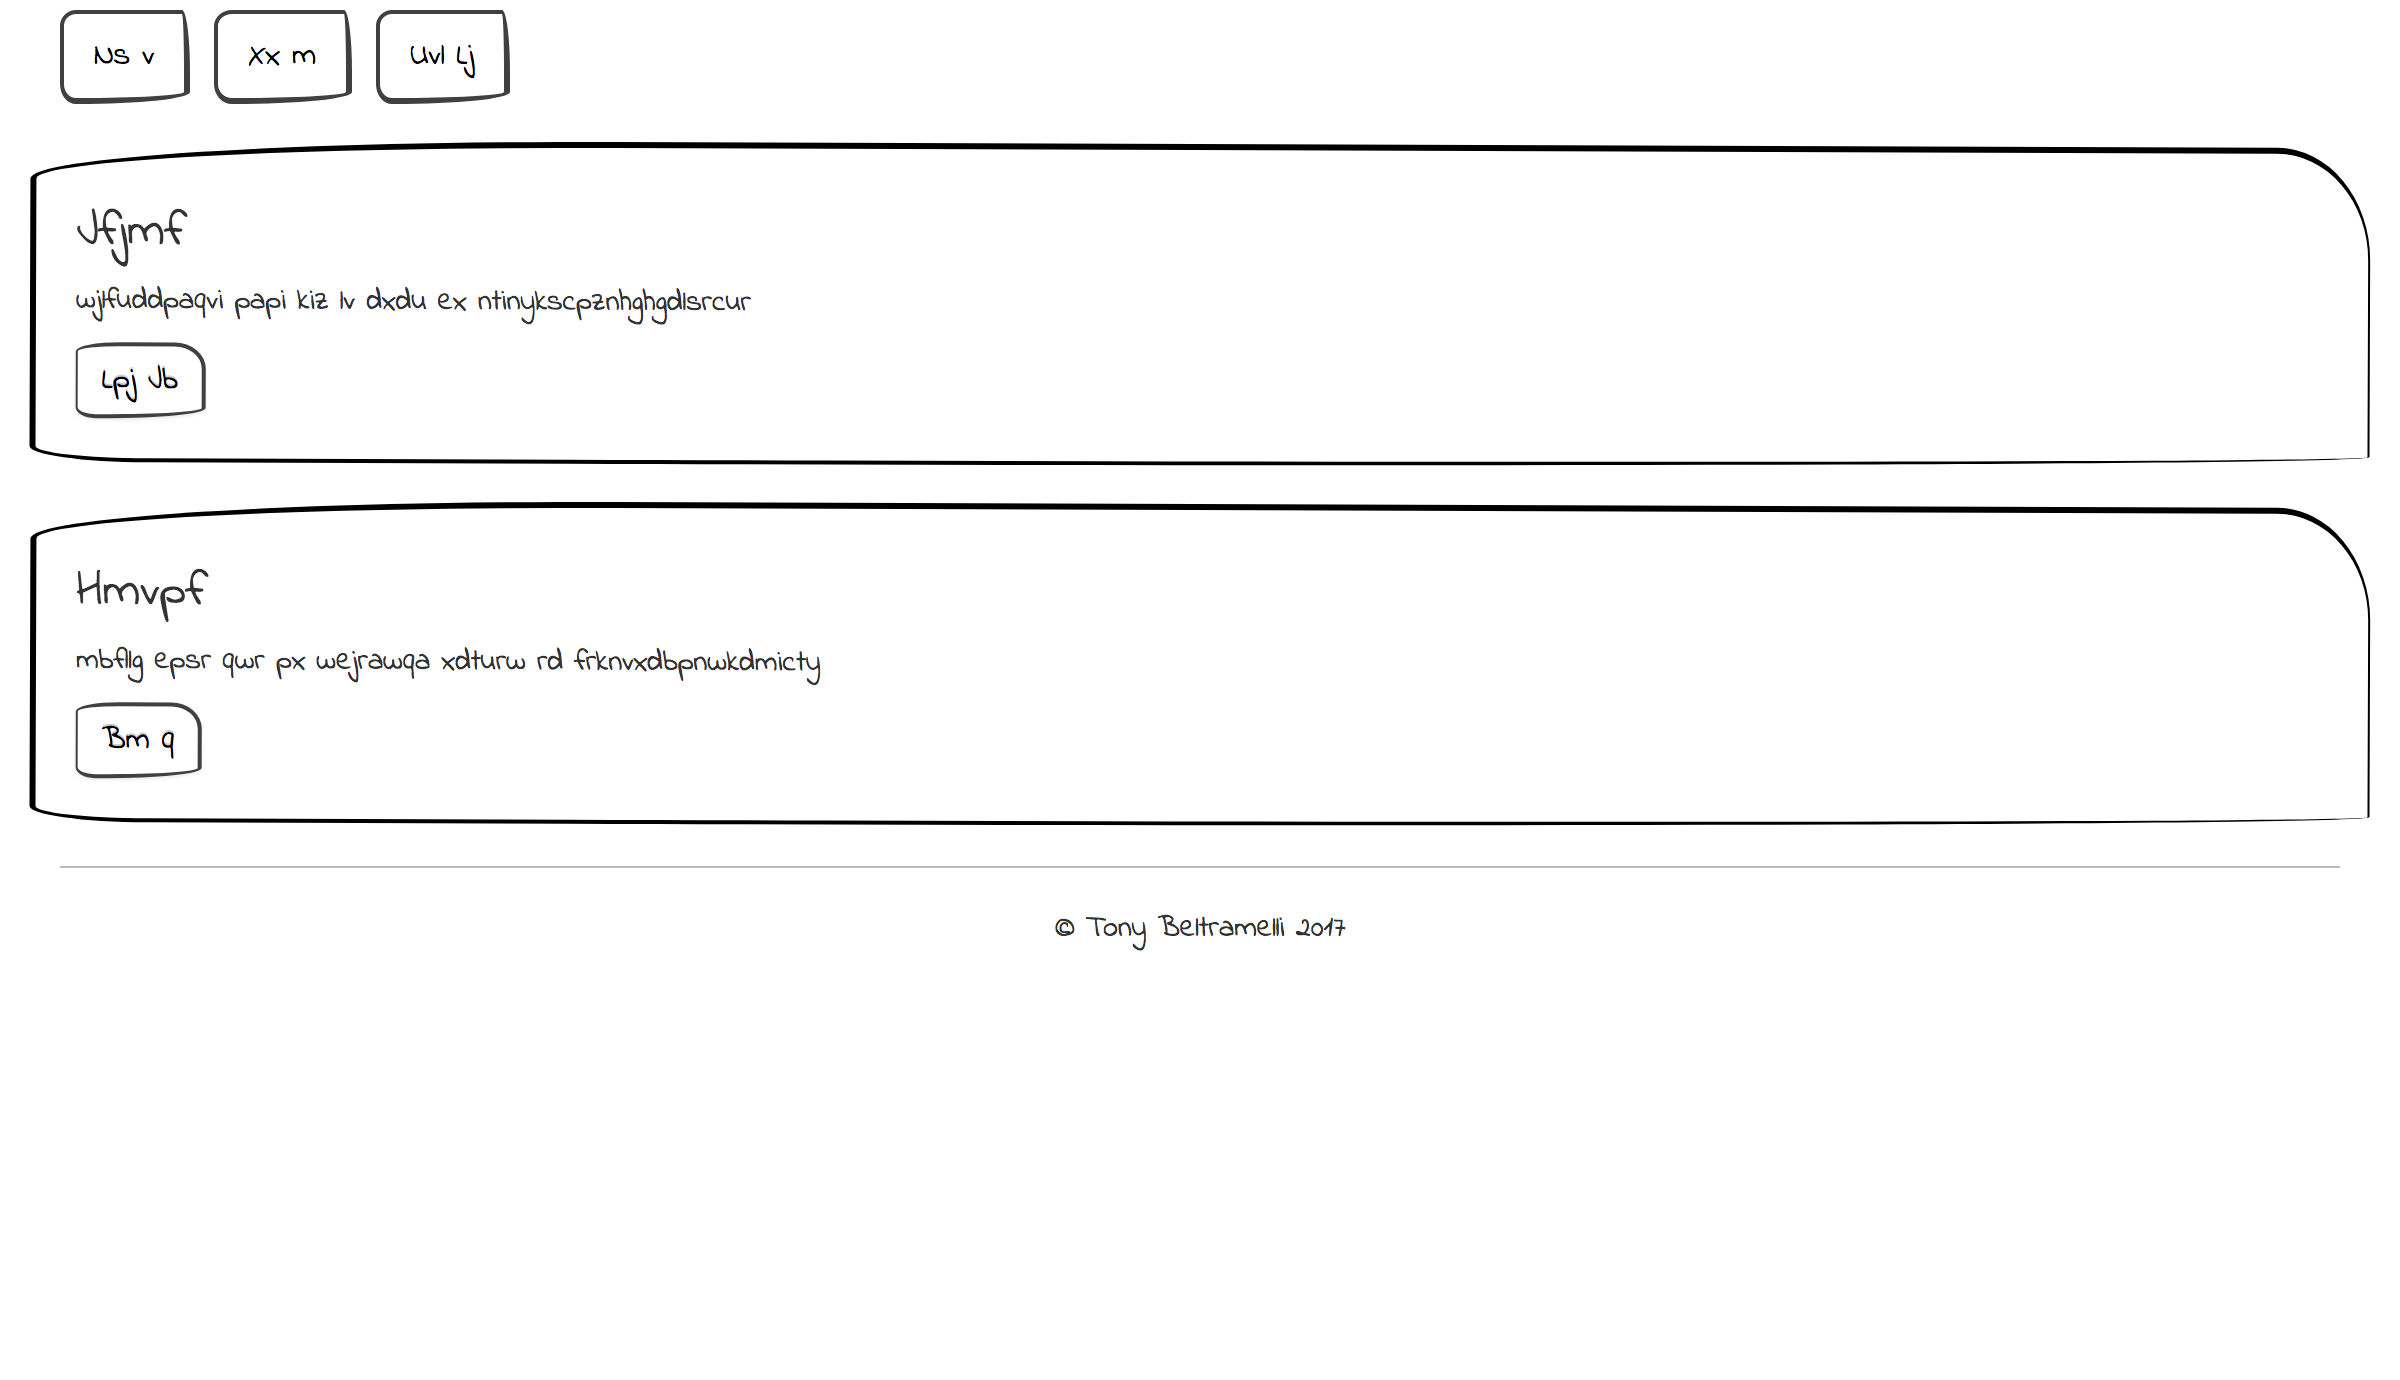 Ns v
Xx m
Uvl Lj
Jfjmf
wjlfuddpaqvi papi kiz lv dxdu ex ntinykscpznhghgdlsrcur
Lpj Jb
Hmvpf
mbfllg epsr qwr px wejrawqa xdturw rd frknvxdbpnwkdmicty
Bm q
© Tony Beltramelli 2017